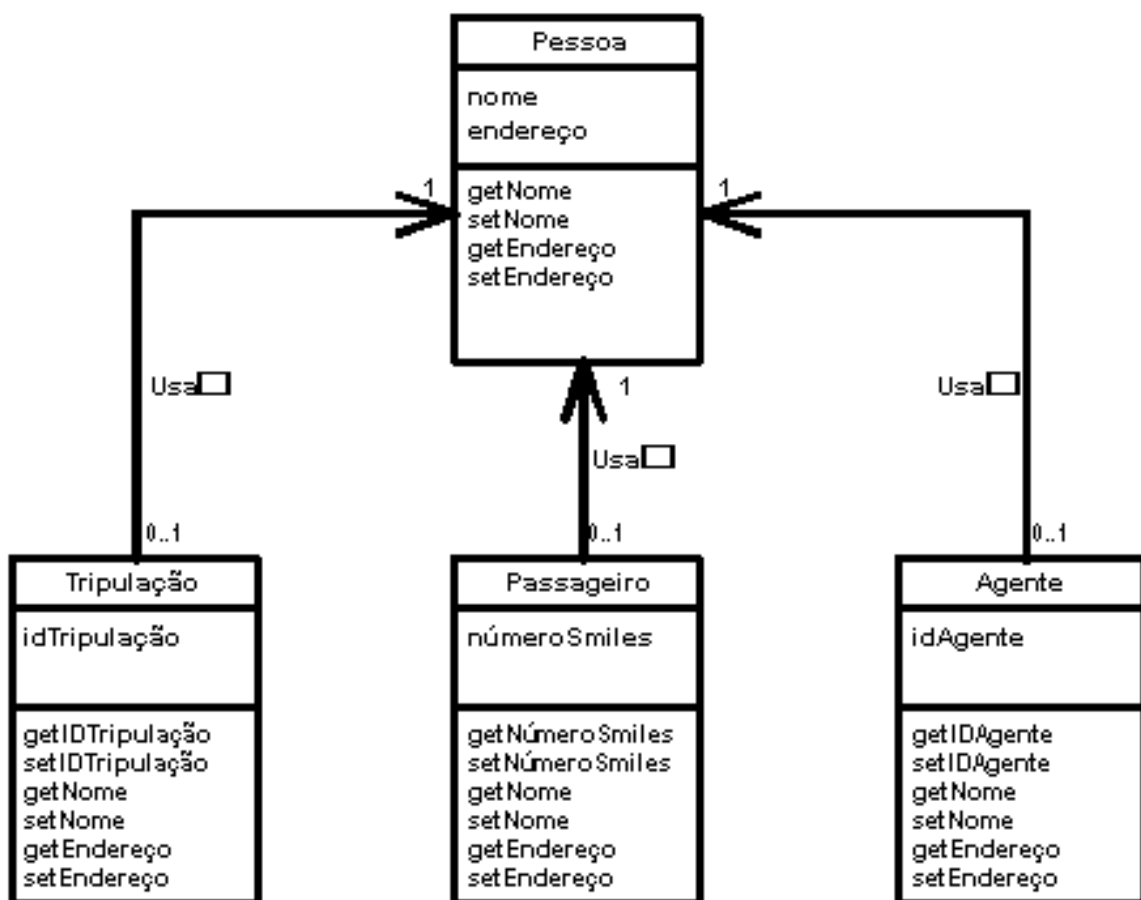 Pessoa
nome
endereço
getNome
setNome
getEndereço
setEndereço
1
1
1
Usa
Usa
Usa
0..1
0..1
0..1
Tripulação
idTripulação
getIDTripulação
setIDTripulação
getNome
setNome
getEndereço
setEndereço
Passageiro
númeroSmiles
getNúmeroSmiles
setNúmeroSmiles
getNome
setNome
getEndereço
setEndereço
Agente
idAgente
getIDAgente
setIDAgente
getNome
setNome
getEndereço
setEndereço